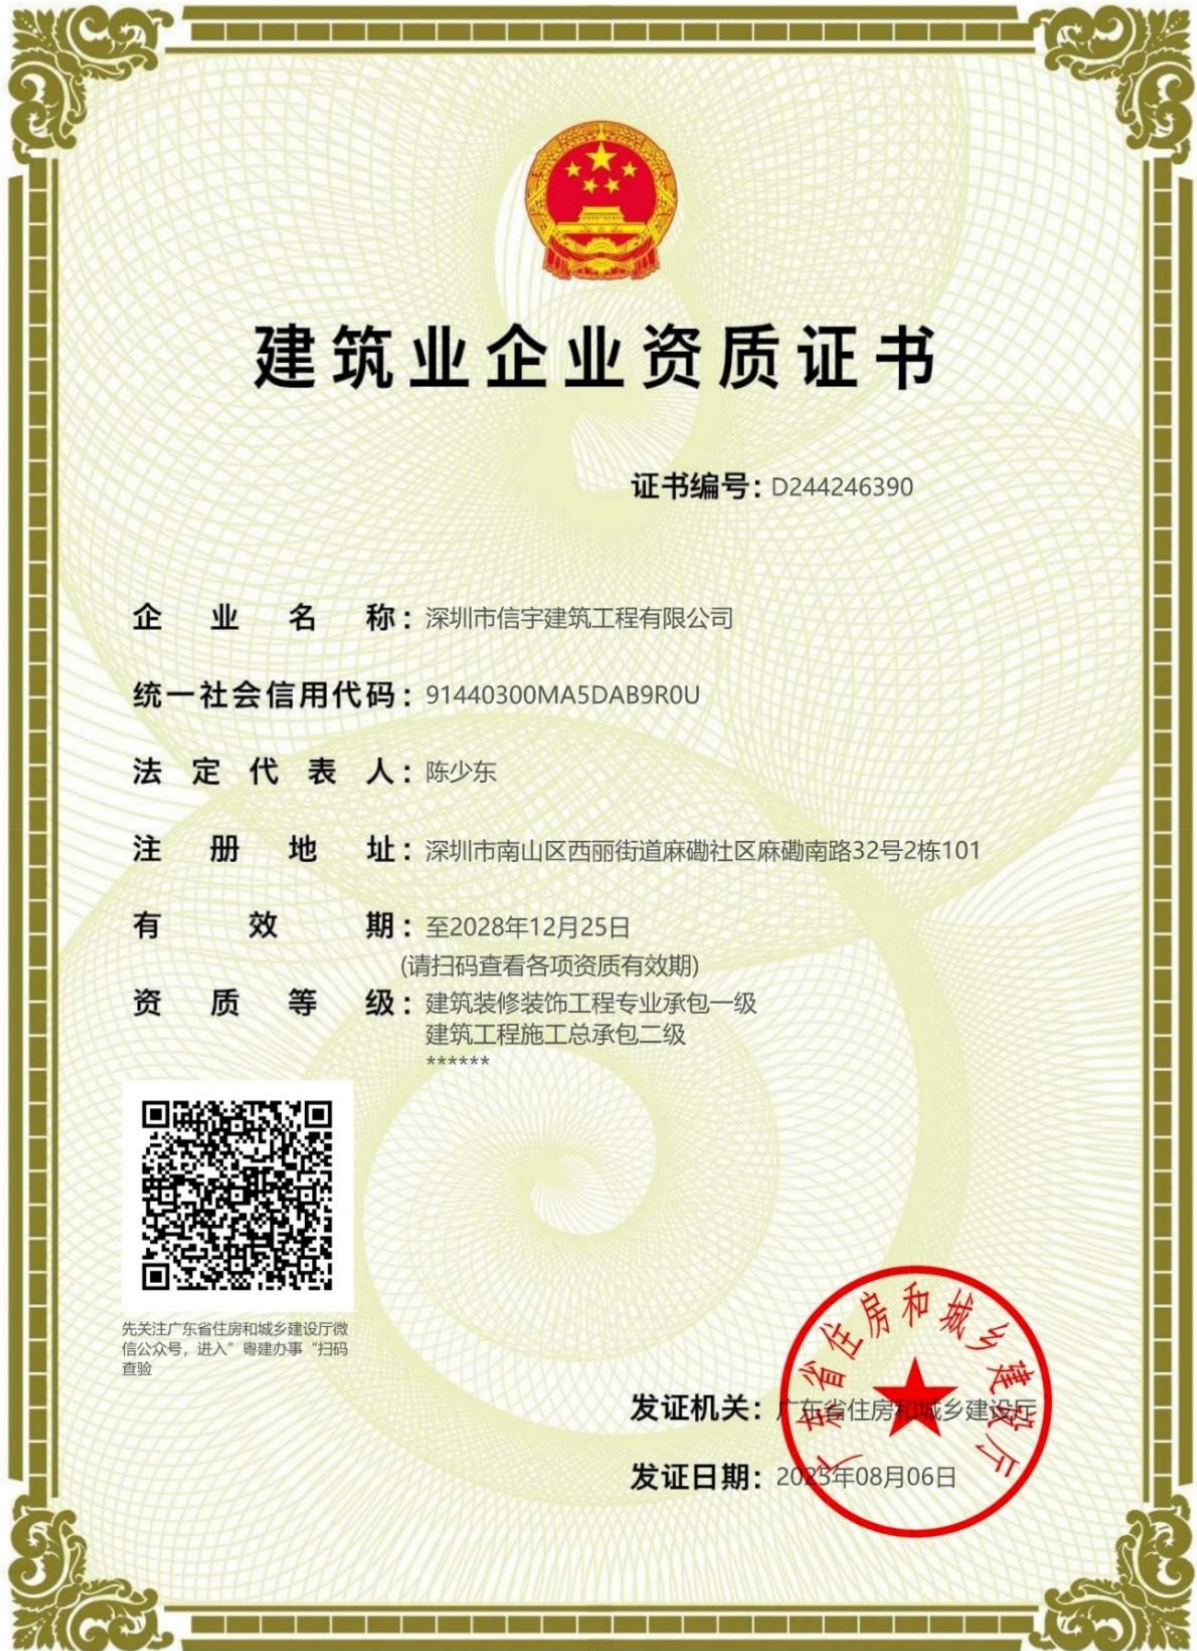 建筑业企业资质证书
证书编号：D244246390
企业名称：深圳市信宇建筑工程有限公司
统一社会信用代码：91440300MA5DAB9R0U
法定代表人：陈少东
注册地址：深圳市南山区西丽街道麻磡社区麻磡南路32号2栋101
有效期：至2028年12月25日
(请扫码查看各项资质有效期)
资质等级：建筑装修装饰工程专业承包一级
建筑工程施工总承包二级
******
先关注广东省住房和城乡建设厅微
信公众号，进入”粤建办事“扫码
查验
广东省住房和城乡建设厅
发证机关：广东省住房和城乡建设厅
发证日期：2025年08月06日